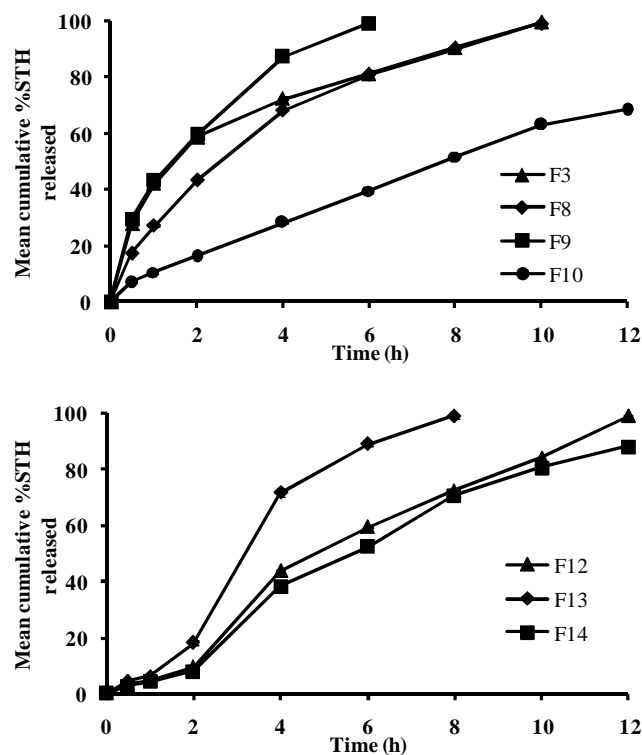 100
80
60
40
20
0
Mean cumulative %STH
released
F3
F8
F9
F10
0 2 4 6 8 10 12
Time (h)
100
80
60
40
20
0
Mean cumulative %STH
released
F12
F13
F14
0 2 4 6 8 10 12
Time (h)